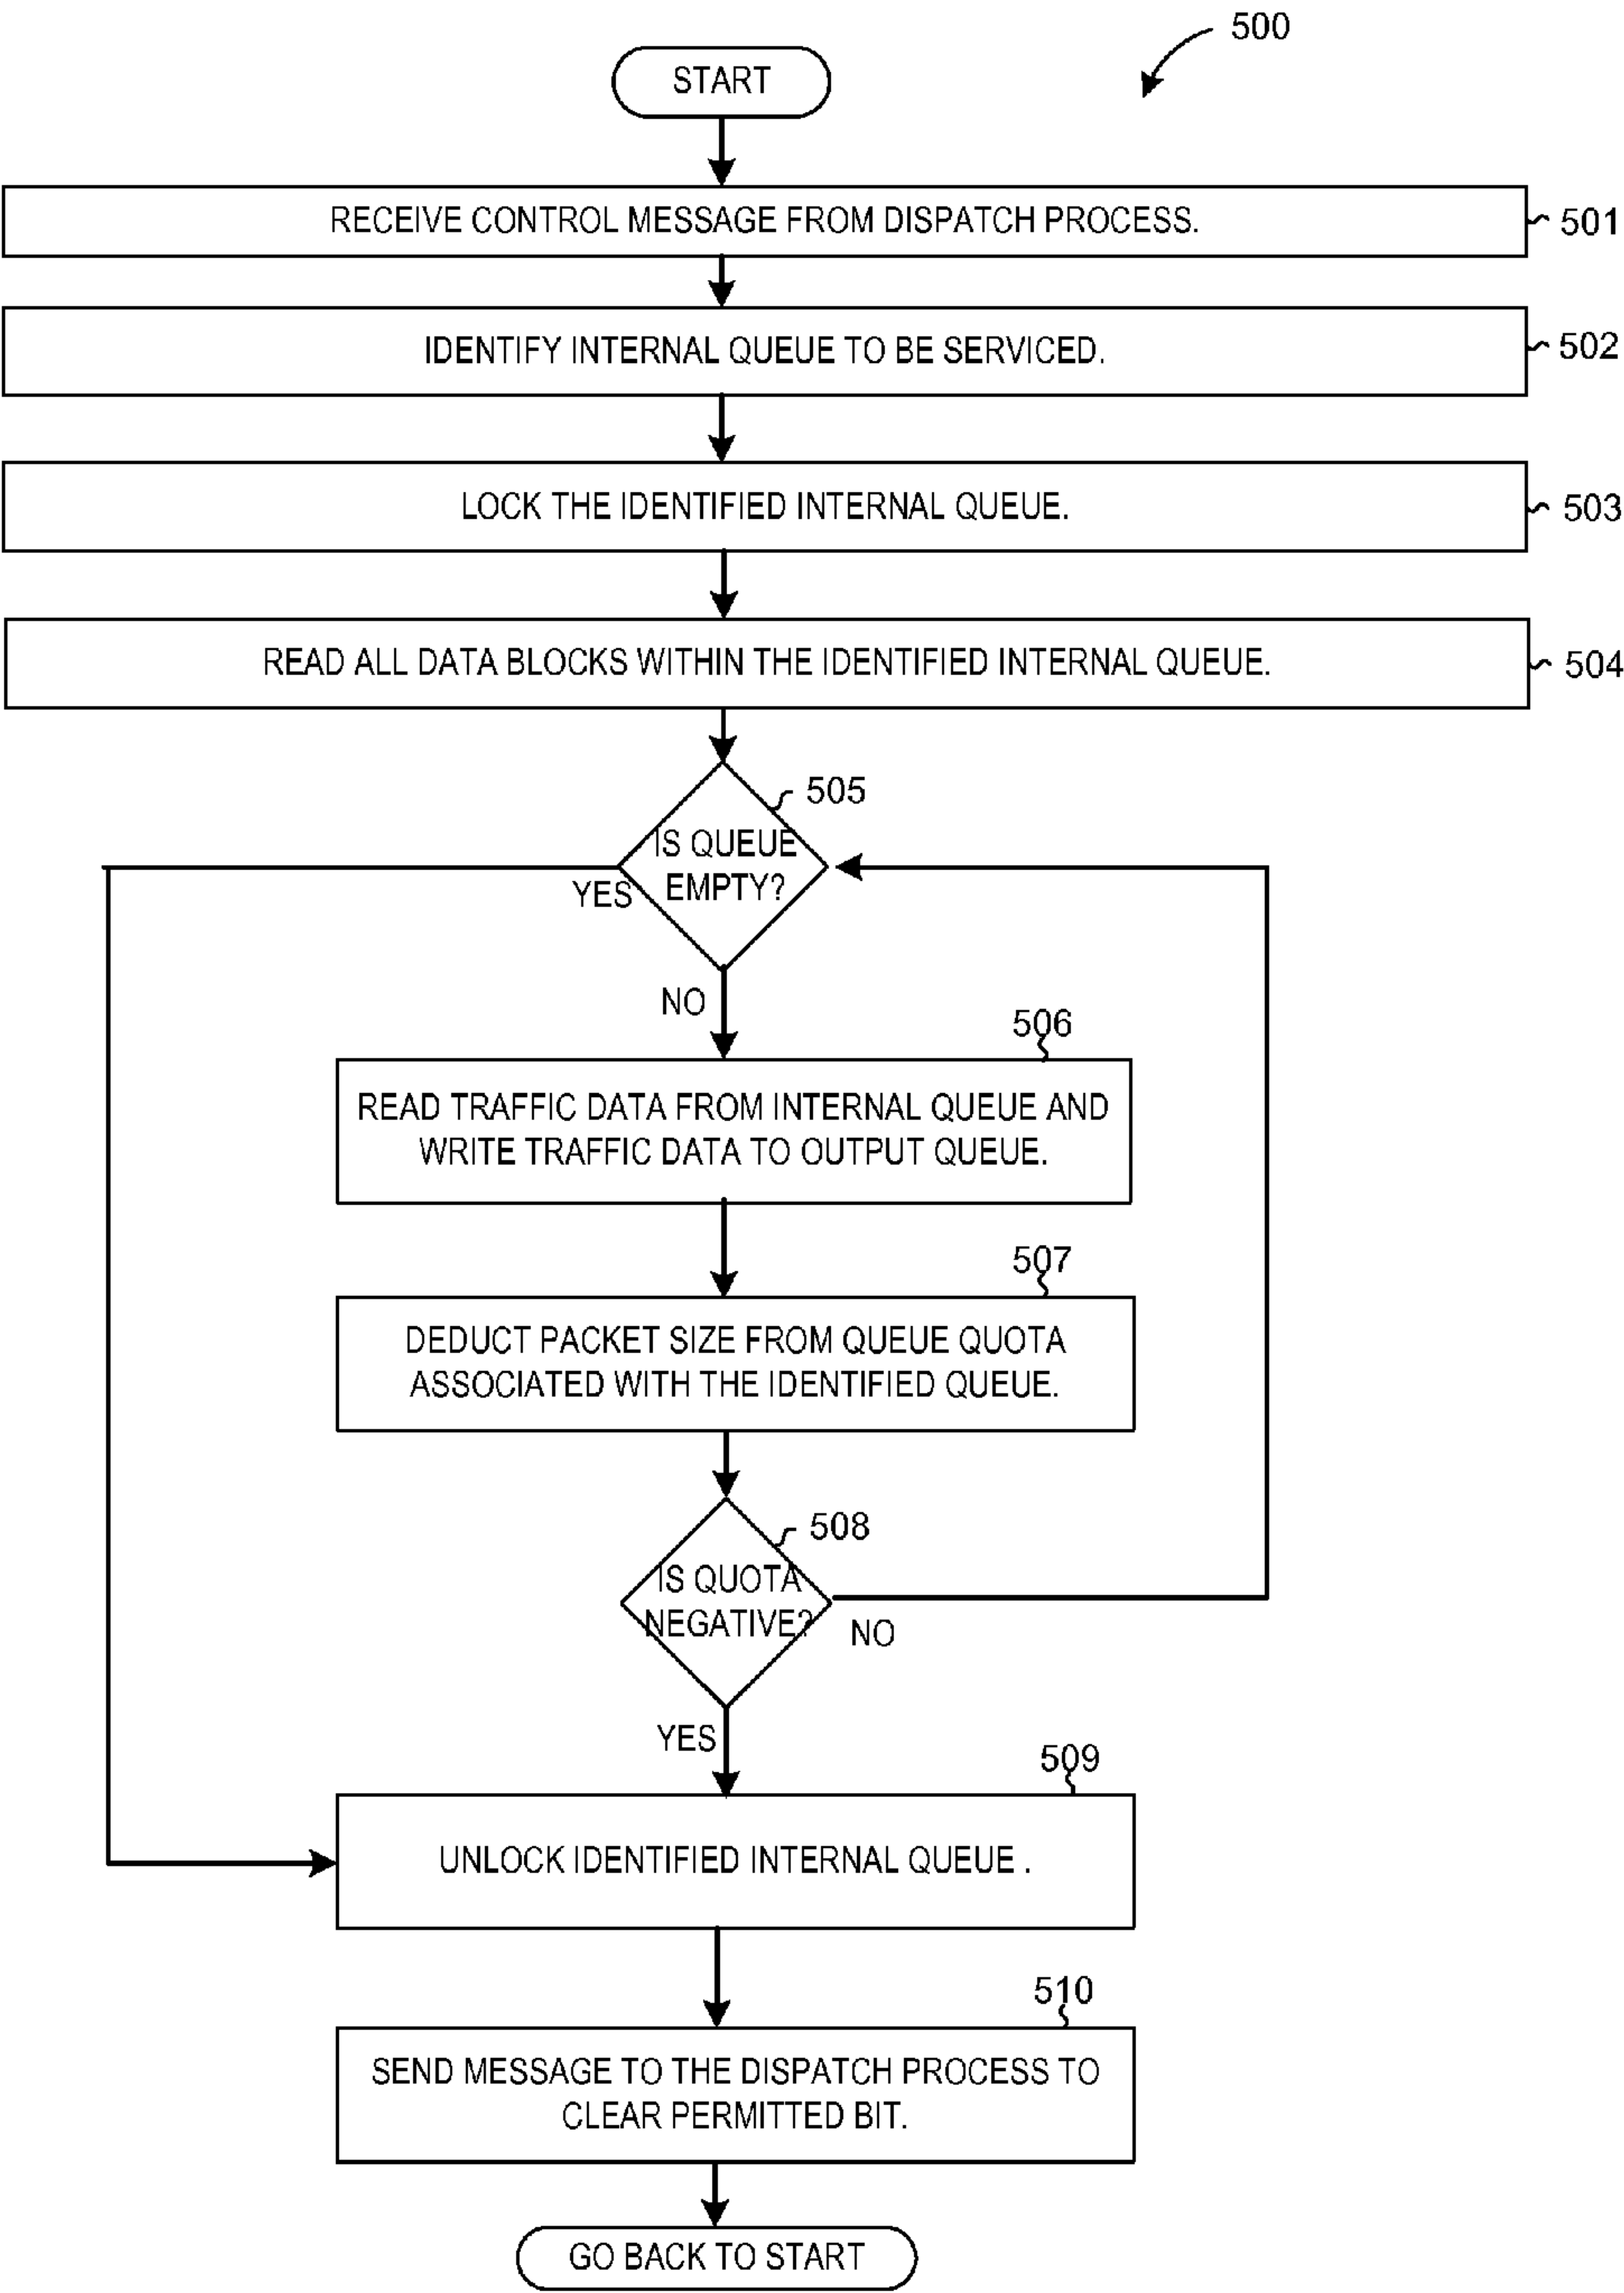 500
START
RECEIVE CONTROL MESSAGE FROM DISPATCH PROCESS.
501
IDENTIFY INTERNAL QUEUE TO BE SERVICED.
502
LOCK THE IDENTIFIED INTERNAL QUEUE.
503
READ ALL DATA BLOCKS WITHIN THE IDENTIFIED INTERNAL QUEUE.
504
505
IS QUEUE
EMPTY?
YES
NO
506
READ TRAFFIC DATA FROM INTERNAL QUEUE AND
WRITE TRAFFIC DATA TO OUTPUT QUEUE.
507
DEDUCT PACKET SIZE FROM QUEUE QUOTA
ASSOCIATED WITH THE IDENTIFIED QUEUE.
508
IS QUOTA
NEGATIVE?
NO
YES
509
UNLOCK IDENTIFIED INTERNAL QUEUE .
510
SEND MESSAGE TO THE DISPATCH PROCESS TO
CLEAR PERMITTED BIT.
GO BACK TO START